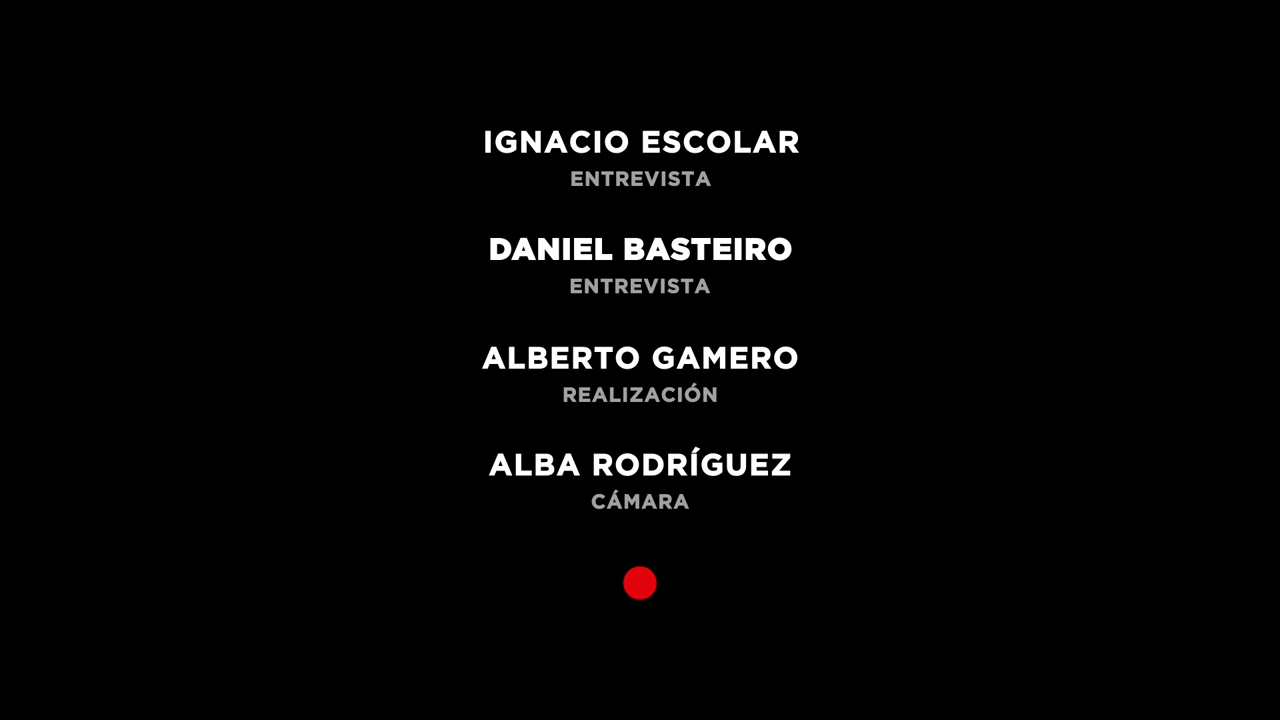 IGNACIO ESCOLAR
ENTREVISTA
DANIEL BASTEIRO
ENTREVISTA
ALBERTO GAMERO
REALIZACIÓN
ALBA RODRÍGUEZ
CÁMARA